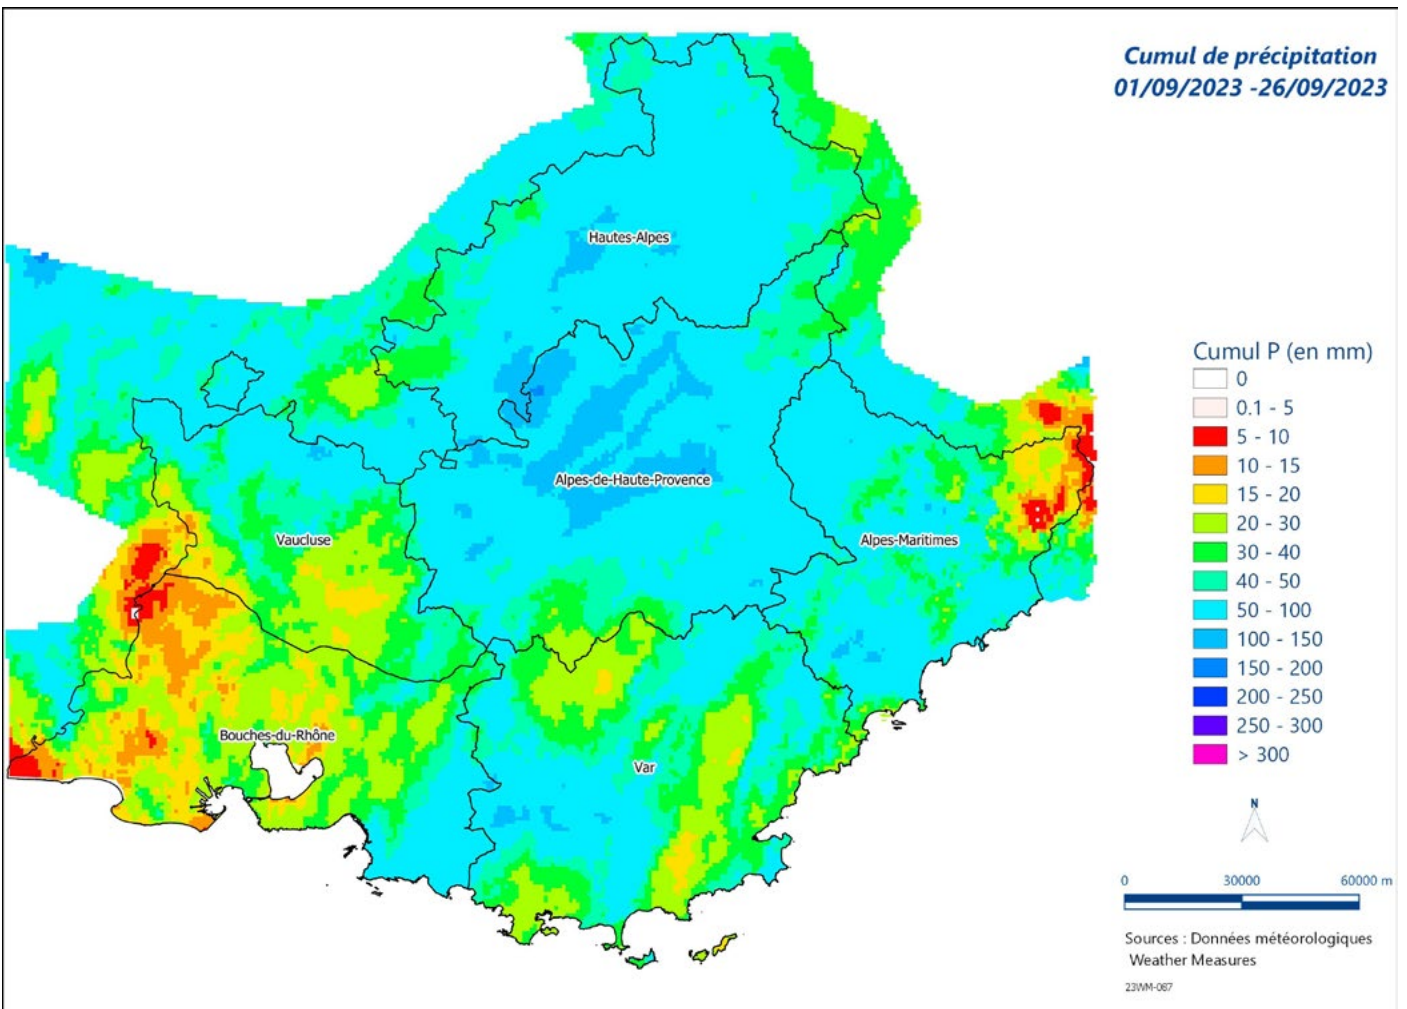 Cumul de précipitation
01/09/2023 -26/09/2023
Hautes-Alpes
Alpes-de-Haute-Provence
Vaucluse
Alpes-Maritimes
Bouches-du-Rhône
Var
Cumul P (en mm)
0
0.1 - 5
5 - 10
10 - 15
15 - 20
20 - 30
30 - 40
40 - 50
50 - 100
100 - 150
150 - 200
200 - 250
250 - 300
> 300
N
0 30000 60000 m
Sources : Données météorologiques
Weather Measures
23WM-087